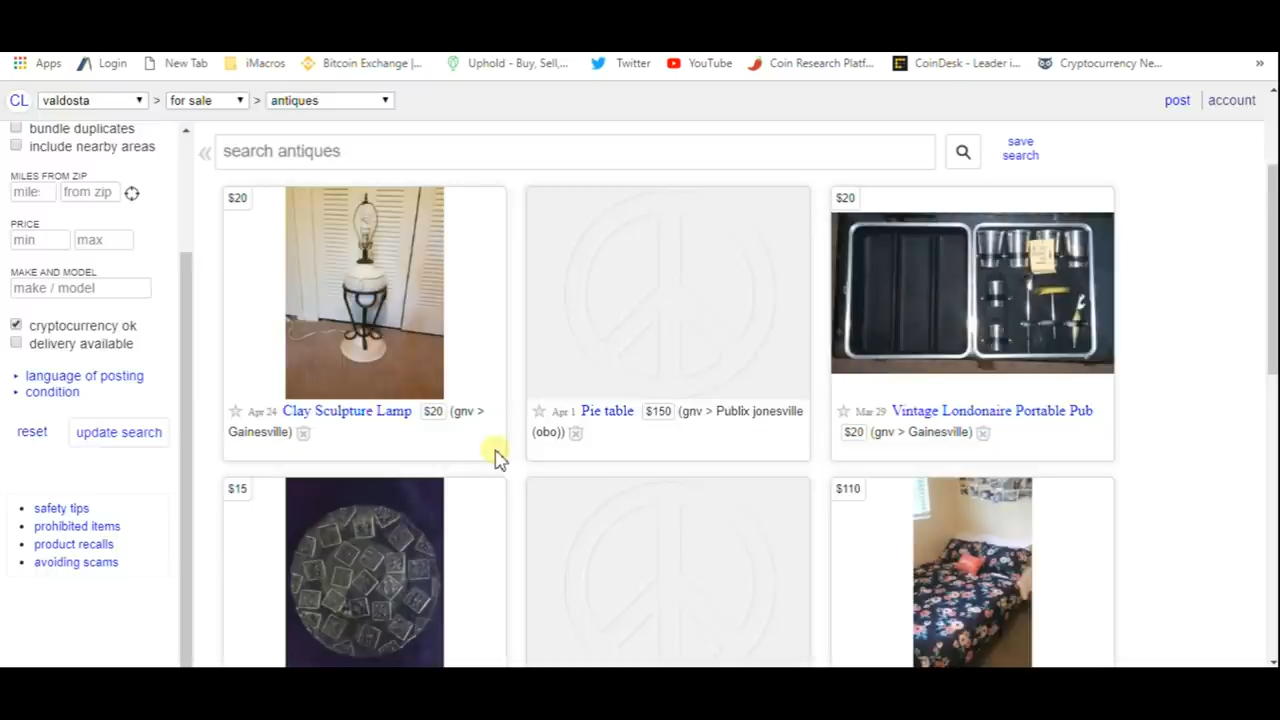 Apps Login New Tab iMacros Bitcoin Exchange |... Uphold - Buy, Sell,... Twitter YouTube Coin Research Platf... CoinDesk - Leader i... Cryptocurrency Ne... »
CL valdosta > for sale > antiques post account
bundle duplicates
include nearby areas
MILES FROM ZIP
mile: from zip
PRICE
min max
MAKE AND MODEL
make / model
cryptocurrency ok
delivery available
language of posting
condition
reset update search
safety tips
prohibited items
product recalls
avoiding scams
« search antiques save
search
$20
Apr 24 Clay Sculpture Lamp $20 (gnv >
Gainesville)
Apr 1 Pie table $150 (gnv > Publix jonesville
(obo))
$20
Mar 29 Vintage Londonaire Portable Pub
$20 (gnv > Gainesville)
$15
$110